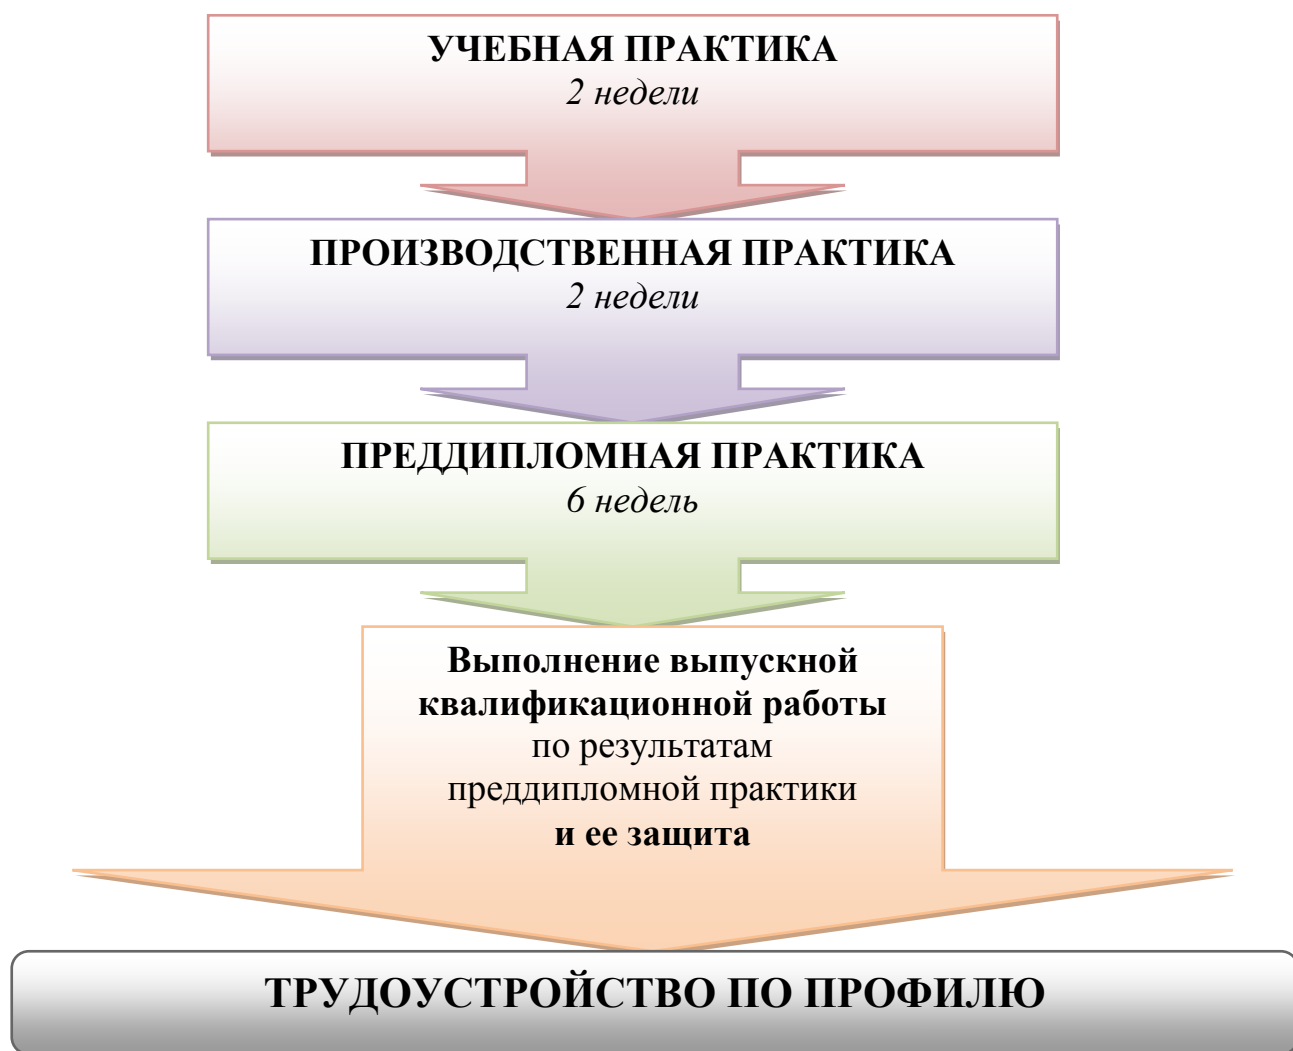 УЧЕБНАЯ ПРАКТИКА
2 недели
ПРОИЗВОДСТВЕННАЯ ПРАКТИКА
2 недели
ПРЕДДИПЛОМНАЯ ПРАКТИКА
6 недель
Выполнение выпускной
квалификационной работы
по результатам
преддипломной практики
и ее защита
ТРУДОУСТРОЙСТВО ПО ПРОФИЛЮ